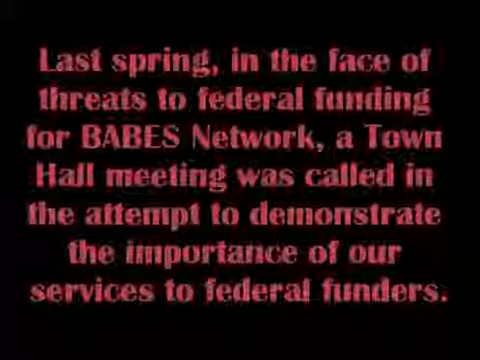 Last spring, in the face of
threats to federal funding
for BABES Network, a Town
Hall meeting was called in
the attempt to demonstrate
the importance of our
services to federal funders.